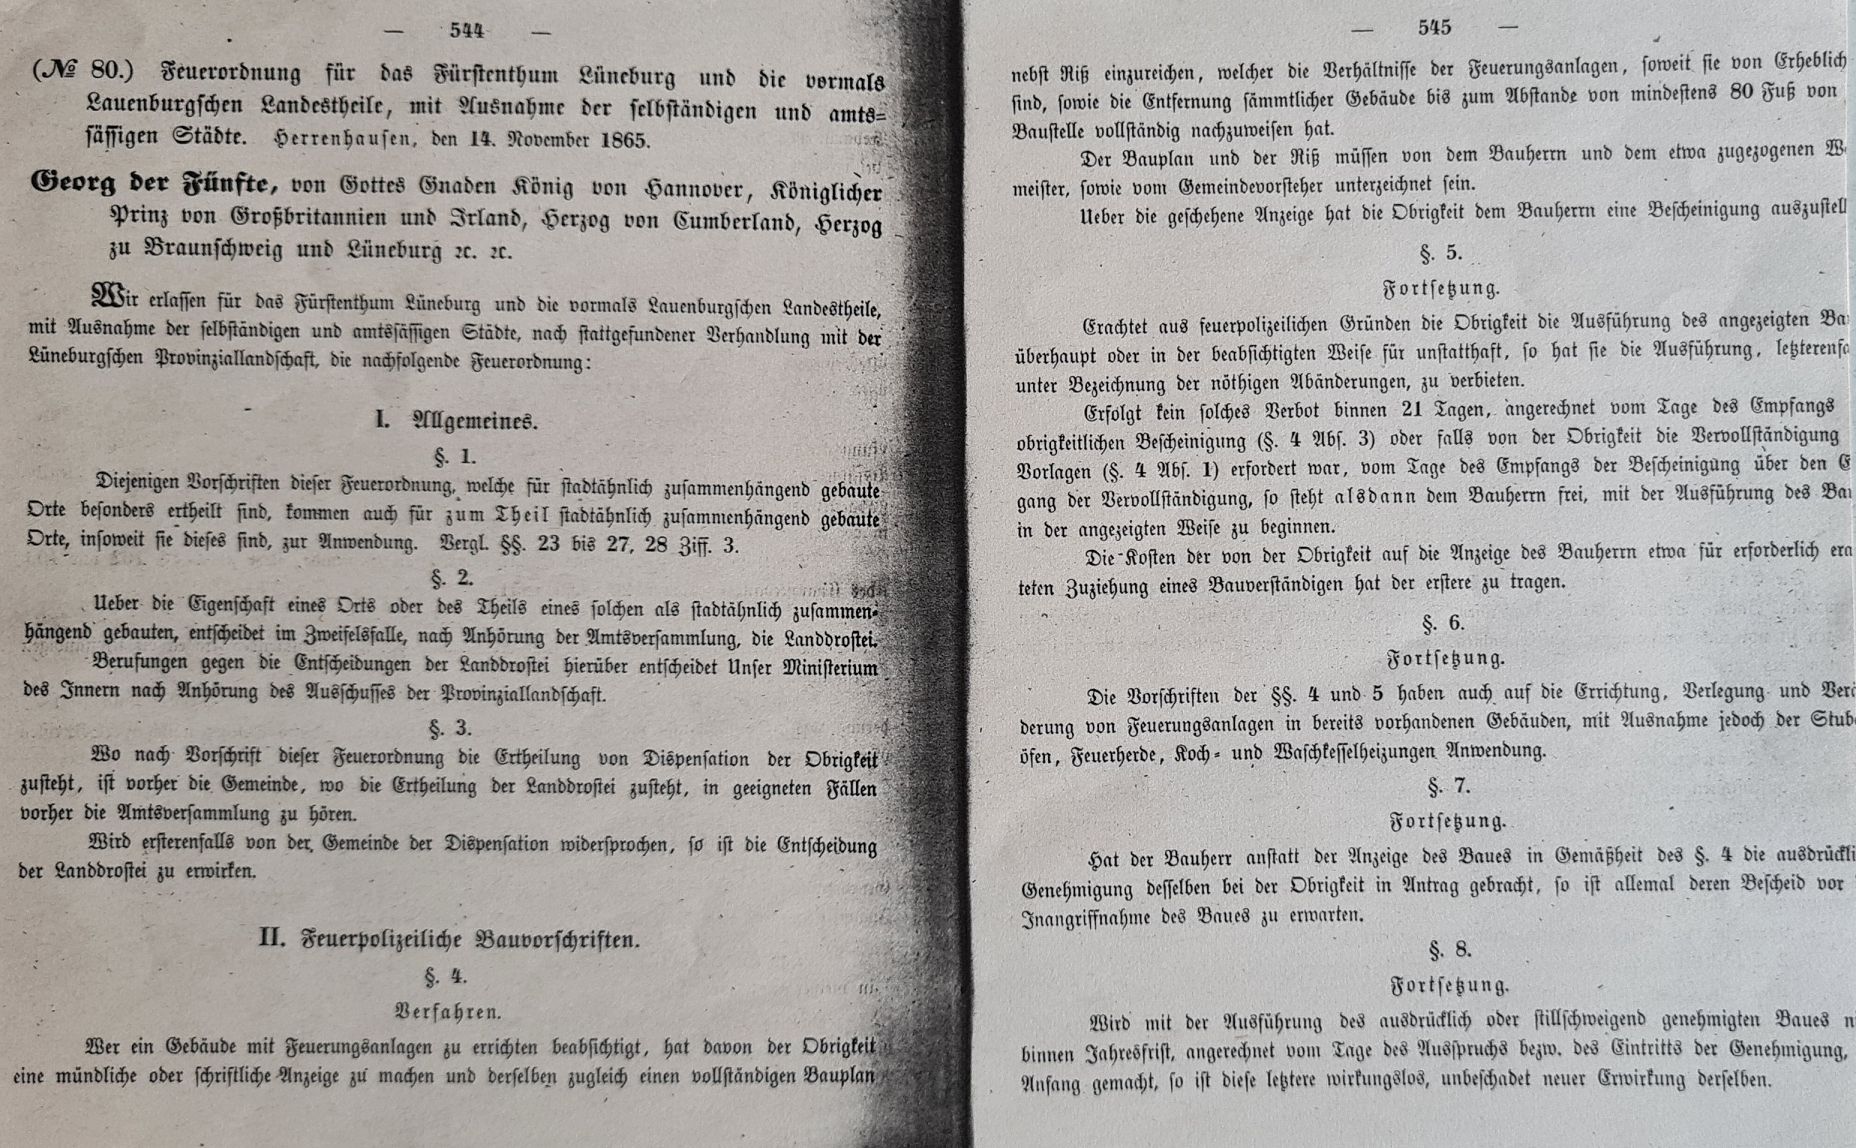 — 544 —
(№ 80.) Feuerordnung für das Fürstenthum Lüneburg und die vormals
Lauenburgschen Landestheile, mit Ausnahme der selbständigen und amts-
sässigen Städte. Herrenhausen, den 14. November 1865.
Georg der Fünfte, von Gottes Gnaden König von Hannover, Königlicher
Prinz von Großbritannien und Irland, Herzog von Cumberland, Herzog
zu Braunschweig und Lüneburg ꝛc. ꝛc.
Wir erlassen für das Fürstenthum Lüneburg und die vormals Lauenburgschen Landestheile,
mit Ausnahme der selbständigen und amtsässigen Städte, nach stattgefundener Verhandlung mit der
Lüneburgschen Provinziallandschaft, die nachfolgende Feuerordnung:
I. Allgemeines.
§. 1.
Diejenigen Vorschriften dieser Feuerordnung, welche für stadtähnlich zusammenhängend gebaute
Orte besonders ertheilt sind, kommen auch für zum Theil stadtähnlich zusammenhängend gebaute
Orte, insoweit sie dieses sind, zur Anwendung. Vergl. §§. 23 bis 27, 28 Ziff. 3.
§. 2.
Ueber die Eigenschaft eines Orts oder des Theils eines solchen als stadtähnlich zusammen-
hängend gebauten, entscheidet im Zweifelsfalle, nach Anhörung der Amtsversammlung, die Landdrostei.
Berufungen gegen die Entscheidungen der Landdrostei hierüber entscheidet Unser Ministerium
des Innern nach Anhörung des Ausschusses der Provinziallandschaft.
§. 3.
Wo nach Vorschrift dieser Feuerordnung die Ertheilung von Dispensation der Obrigkeit
zusteht, ist vorher die Gemeinde, wo die Ertheilung der Landdrostei zusteht, in geeigneten Fällen
vorher die Amtsversammlung zu hören.
Wird ersterenfalls von der Gemeinde der Dispensation widersprochen, so ist die Entscheidung
der Landdrostei zu erwirken.
II. Feuerpolizeiliche Bauvorschriften.
§. 4.
Verfahren.
Wer ein Gebäude mit Feuerungsanlagen zu errichten beabsichtigt, hat davon der Obrigkeit
eine mündliche oder schriftliche Anzeige zu machen und derselben zugleich einen vollständigen Bauplan
— 545 —
nebst Riß einzureichen, welcher die Verhältnisse der Feuerungsanlagen, soweit sie von Erheblich
sind, sowie die Entfernung sämmtlicher Gebäude bis zum Abstande von mindestens 80 Fuß von
Baustelle vollständig nachzuweisen hat.
Der Bauplan und der Riß müssen von dem Bauherrn und dem etwa zugezogenen We
meister, sowie vom Gemeindevorsteher unterzeichnet sein.
Ueber die geschehene Anzeige hat die Obrigkeit dem Bauherrn eine Bescheinigung auszustell
§. 5.
Fortsetzung.
Erachtet aus feuerpolizeilichen Gründen die Obrigkeit die Ausführung des angezeigten Bau
überhaupt oder in der beabsichtigten Weise für unstatthaft, so hat sie die Ausführung, letzterenfa
unter Bezeichnung der nöthigen Abänderungen, zu verbieten.
Erfolgt kein solches Verbot binnen 21 Tagen, angerechnet vom Tage des Empfangs
obrigkeitlichen Bescheinigung (§. 4 Abs. 3) oder falls von der Obrigkeit die Vervollständigung
Vorlagen (§. 4 Abs. 1) erfordert war, vom Tage des Empfangs der Bescheinigung über den E
gang der Vervollständigung, so steht alsdann dem Bauherrn frei, mit der Ausführung des Bau
in der angezeigten Weise zu beginnen.
Die Kosten der von der Obrigkeit auf die Anzeige des Bauherrn etwa für erforderlich era
teten Zuziehung eines Bauverständigen hat der erstere zu tragen.
§. 6.
Fortsetzung.
Die Vorschriften der §§. 4 und 5 haben auch auf die Errichtung, Verlegung und Verä
derung von Feuerungsanlagen in bereits vorhandenen Gebäuden, mit Ausnahme jedoch der Stub
öfen, Feuerherde, Koch- und Waschkesselheizungen Anwendung.
§. 7.
Fortsetzung.
Hat der Bauherr anstatt der Anzeige des Baues in Gemäßheit des §. 4 die ausdrückli
Genehmigung desselben bei der Obrigkeit in Antrag gebracht, so ist allemal deren Bescheid vor
Inangriffnahme des Baues zu erwarten.
§. 8.
Fortsetzung.
Wird mit der Ausführung des ausdrücklich oder stillschweigend genehmigten Baues n
binnen Jahresfrist, angerechnet vom Tage des Ausspruchs bezw. des Eintritts der Genehmigung,
Anfang gemacht, so ist diese letztere wirkungslos, unbeschadet neuer Erwirkung derselben.